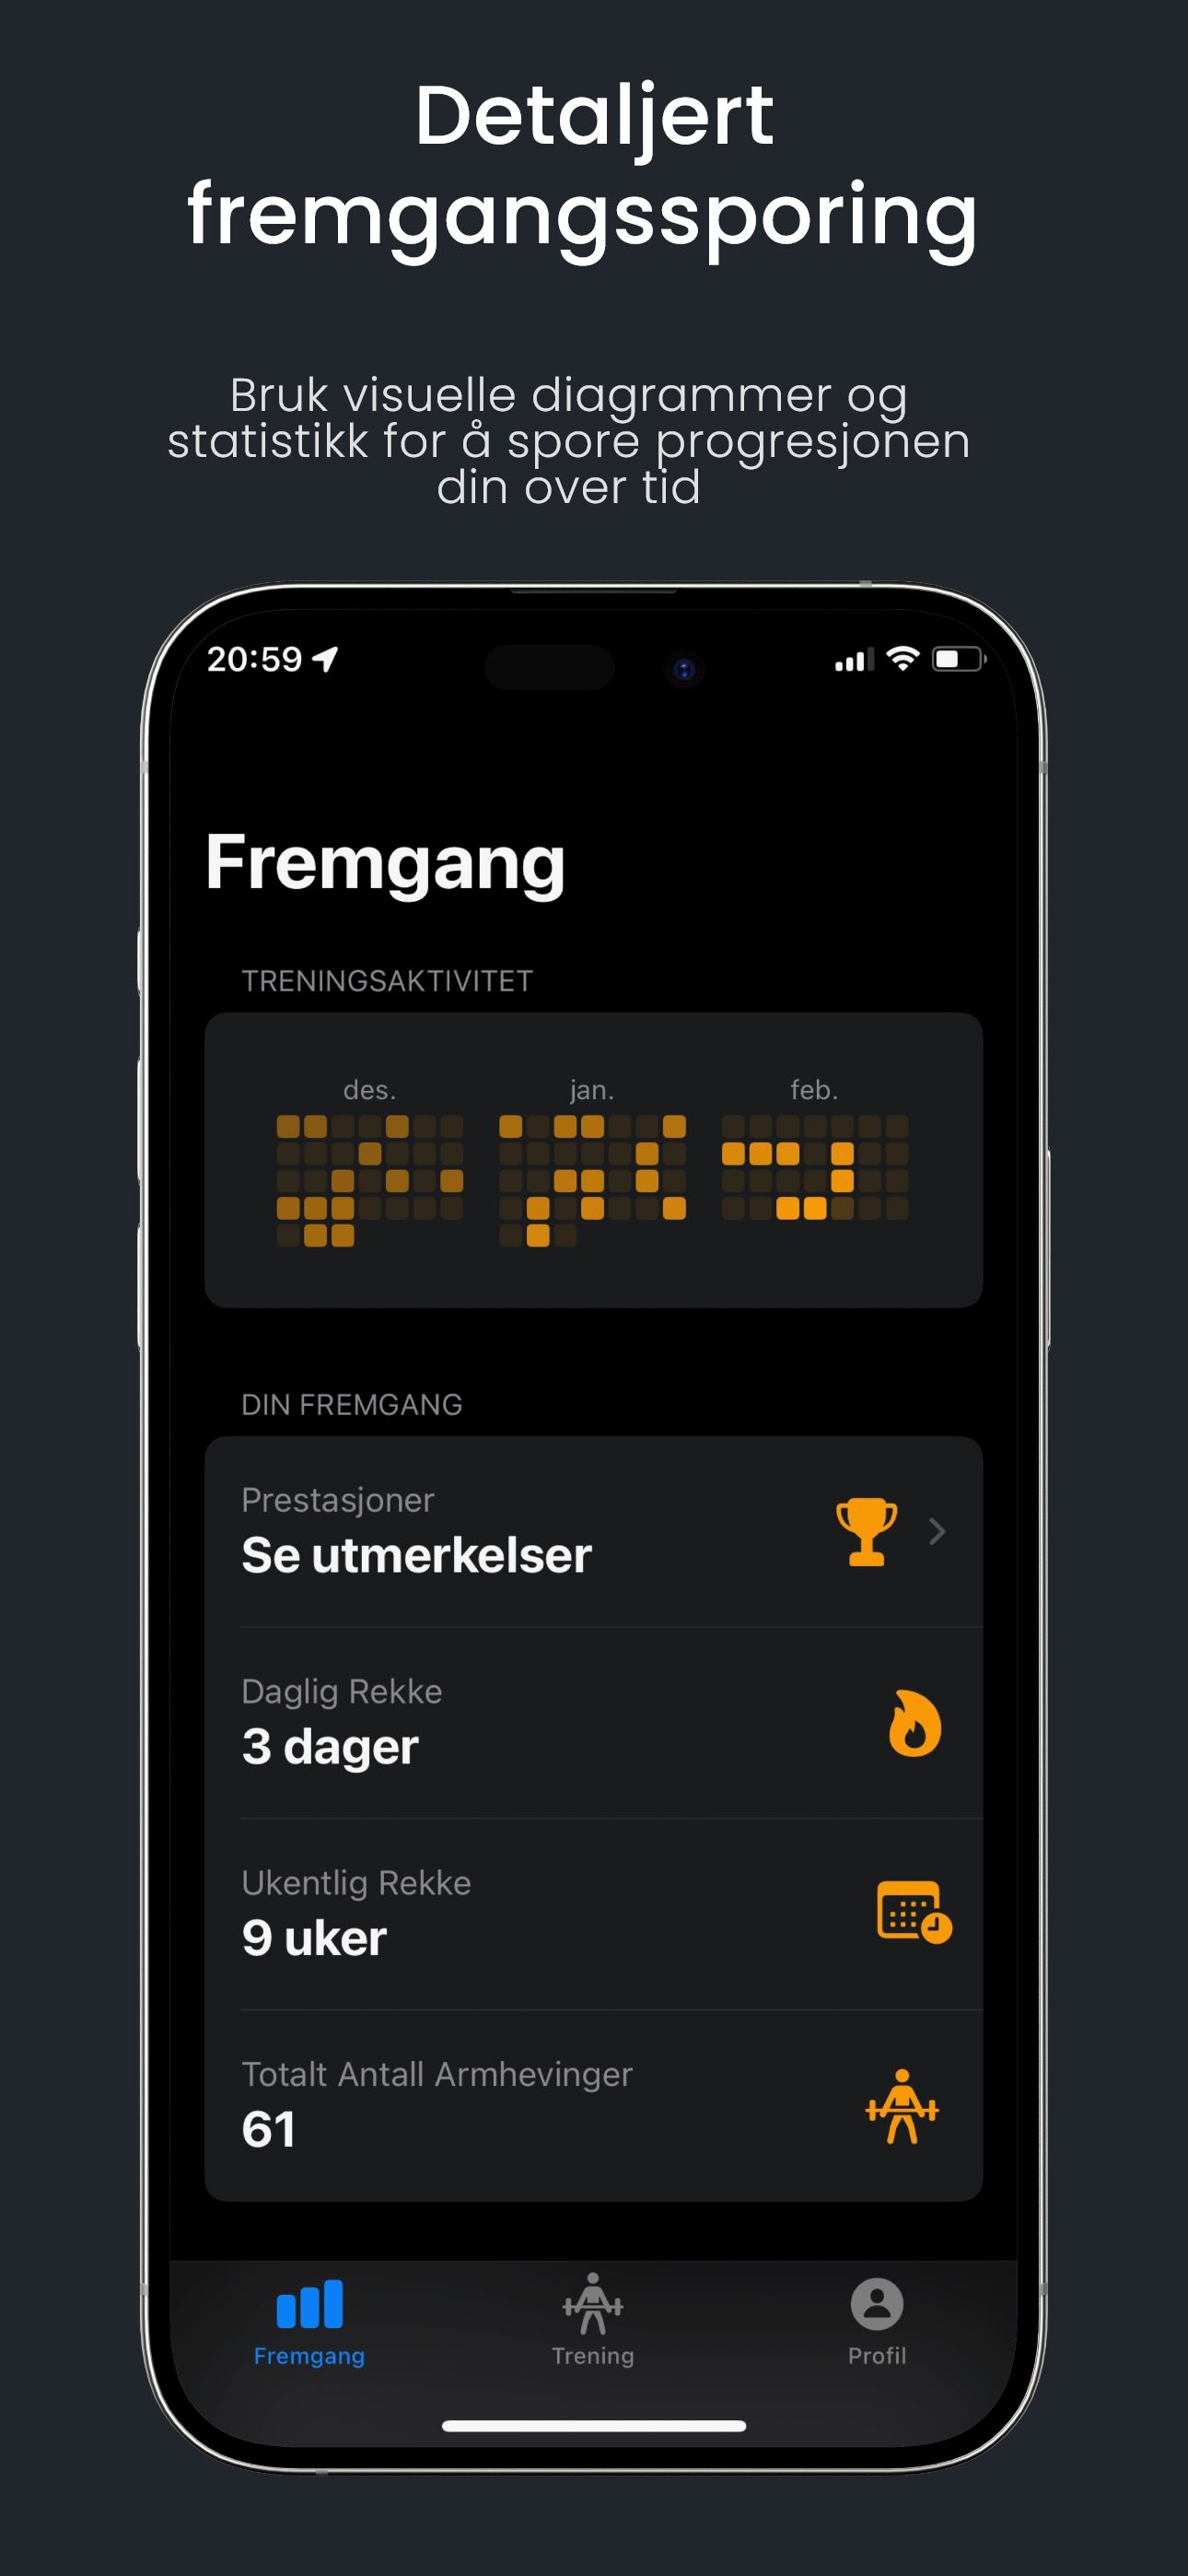 Detaljert
fremgangssporing
Bruk visuelle diagrammer og
statistikk for å spore progresjonen
din over tid
20:59
Fremgang
TRENINGSAKTIVITET
des. jan. feb.
DIN FREMGANG
Prestasjoner
Se utmerkelser
Daglig Rekke
3 dager
Ukentlig Rekke
9 uker
Totalt Antall Armhevinger
61
Fremgang Trening Profil